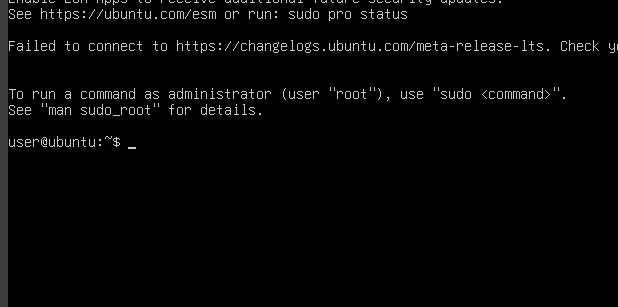 Enable ESM Apps to receive additional future security updates.
See https://ubuntu.com/esm or run: sudo pro status
Failed to connect to https://changelogs.ubuntu.com/meta-release-lts. Check
To run a command as administrator (user "root"), use "sudo <command>".
See "man sudo_root" for details.
user@ubuntu:~$ _